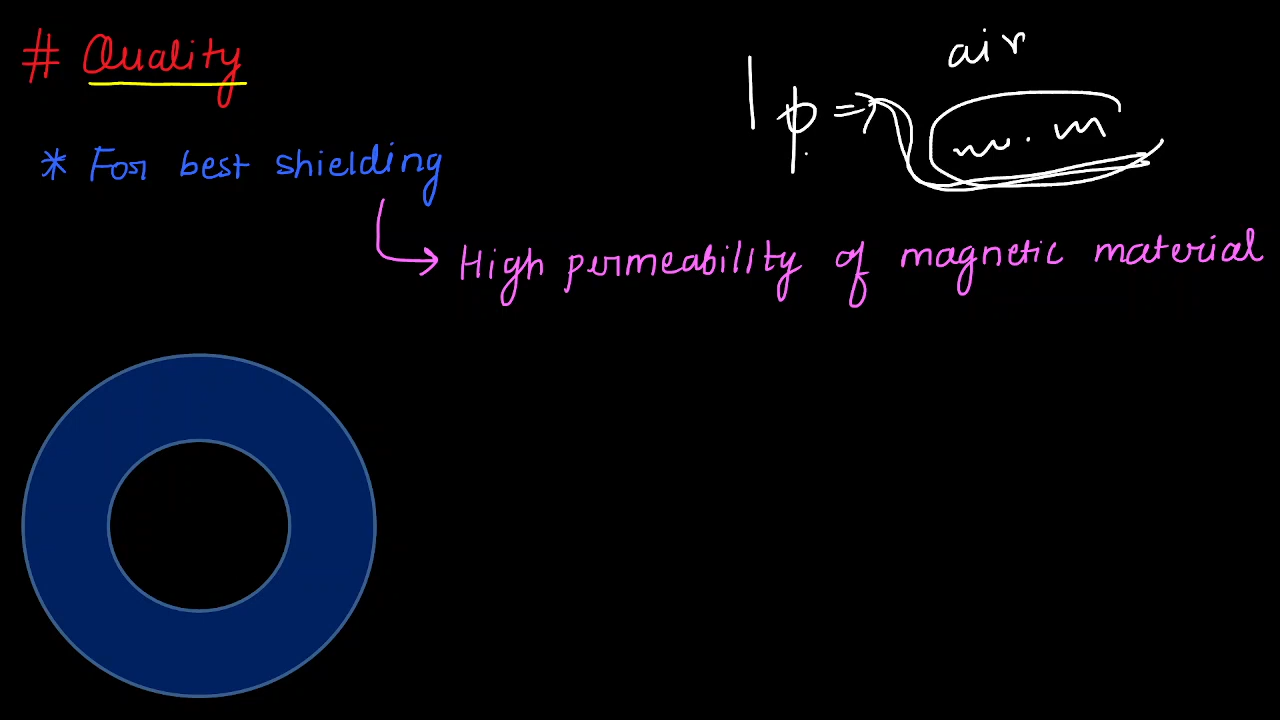 # Quality
air
ϕ ⇒
m.m
* For best shielding
High permeability of magnetic material